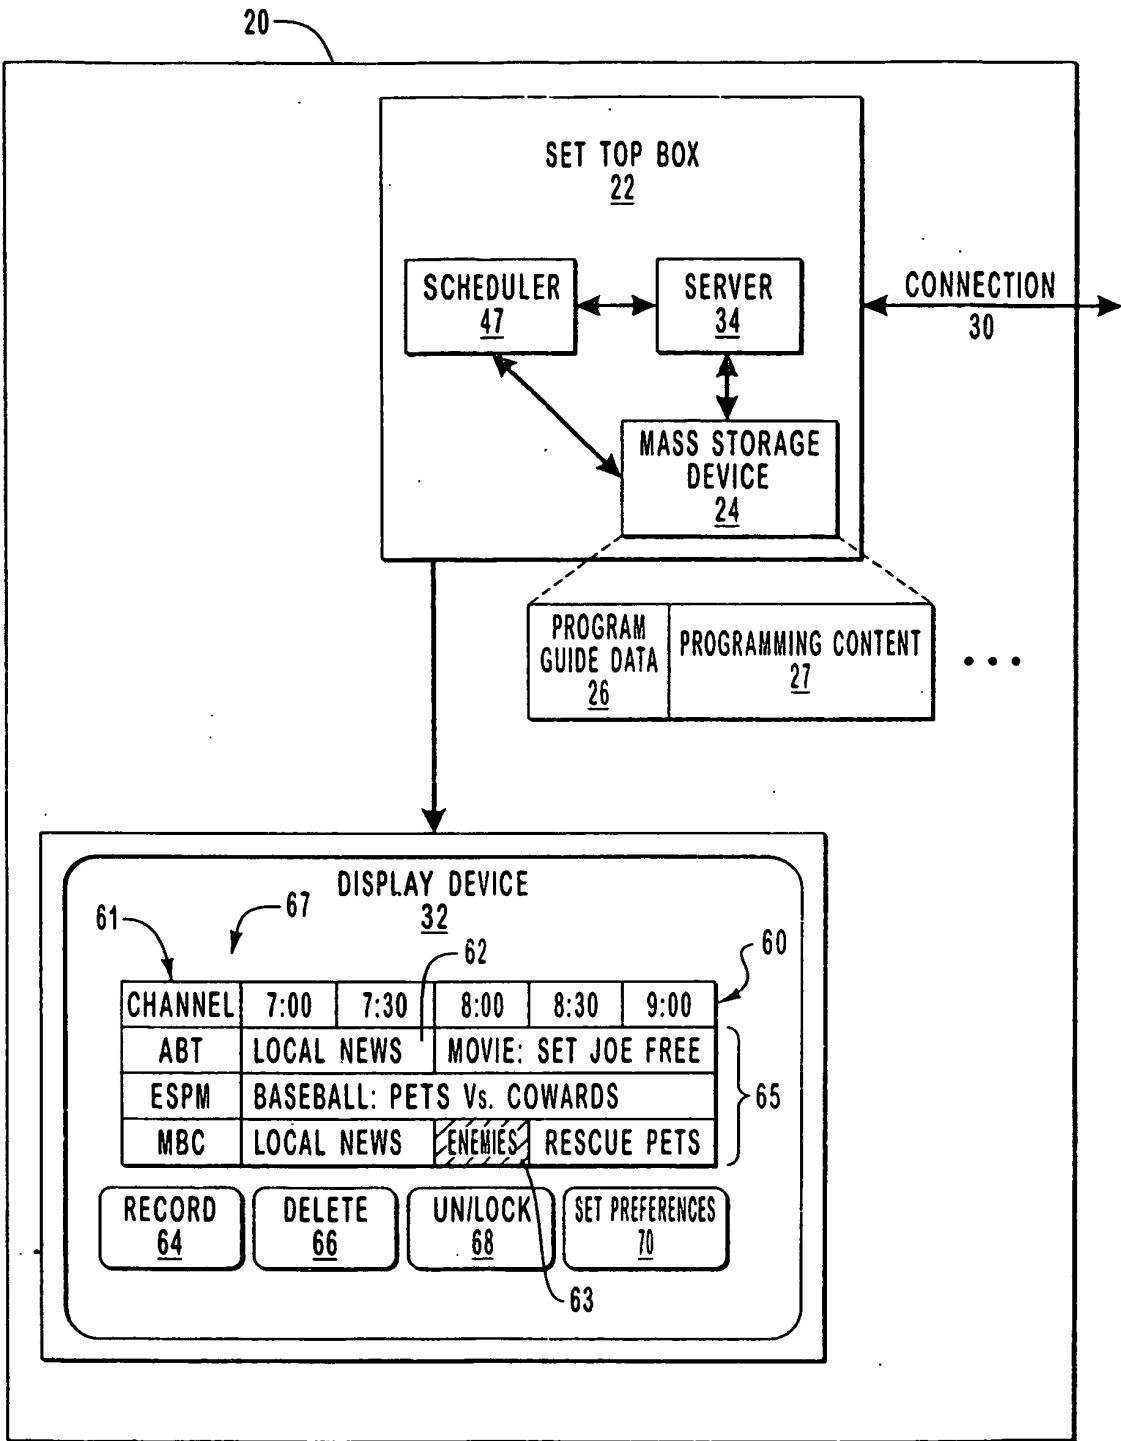 20
SET TOP BOX
22
SCHEDULER
47
SERVER
34
CONNECTION
30
MASS STORAGE
DEVICE
24
PROGRAM
GUIDE DATA
26
PROGRAMMING CONTENT
27
DISPLAY DEVICE
32
61
67
62
60
CHANNEL 7:00 7:30 8:00 8:30 9:00
ABT LOCAL NEWS MOVIE: SET JOE FREE
ESPM BASEBALL: PETS Vs. COWARDS
MBC LOCAL NEWS ENEMIES RESCUE PETS
65
RECORD
64
DELETE
66
UN/LOCK
68
SET PREFERENCES
70
63